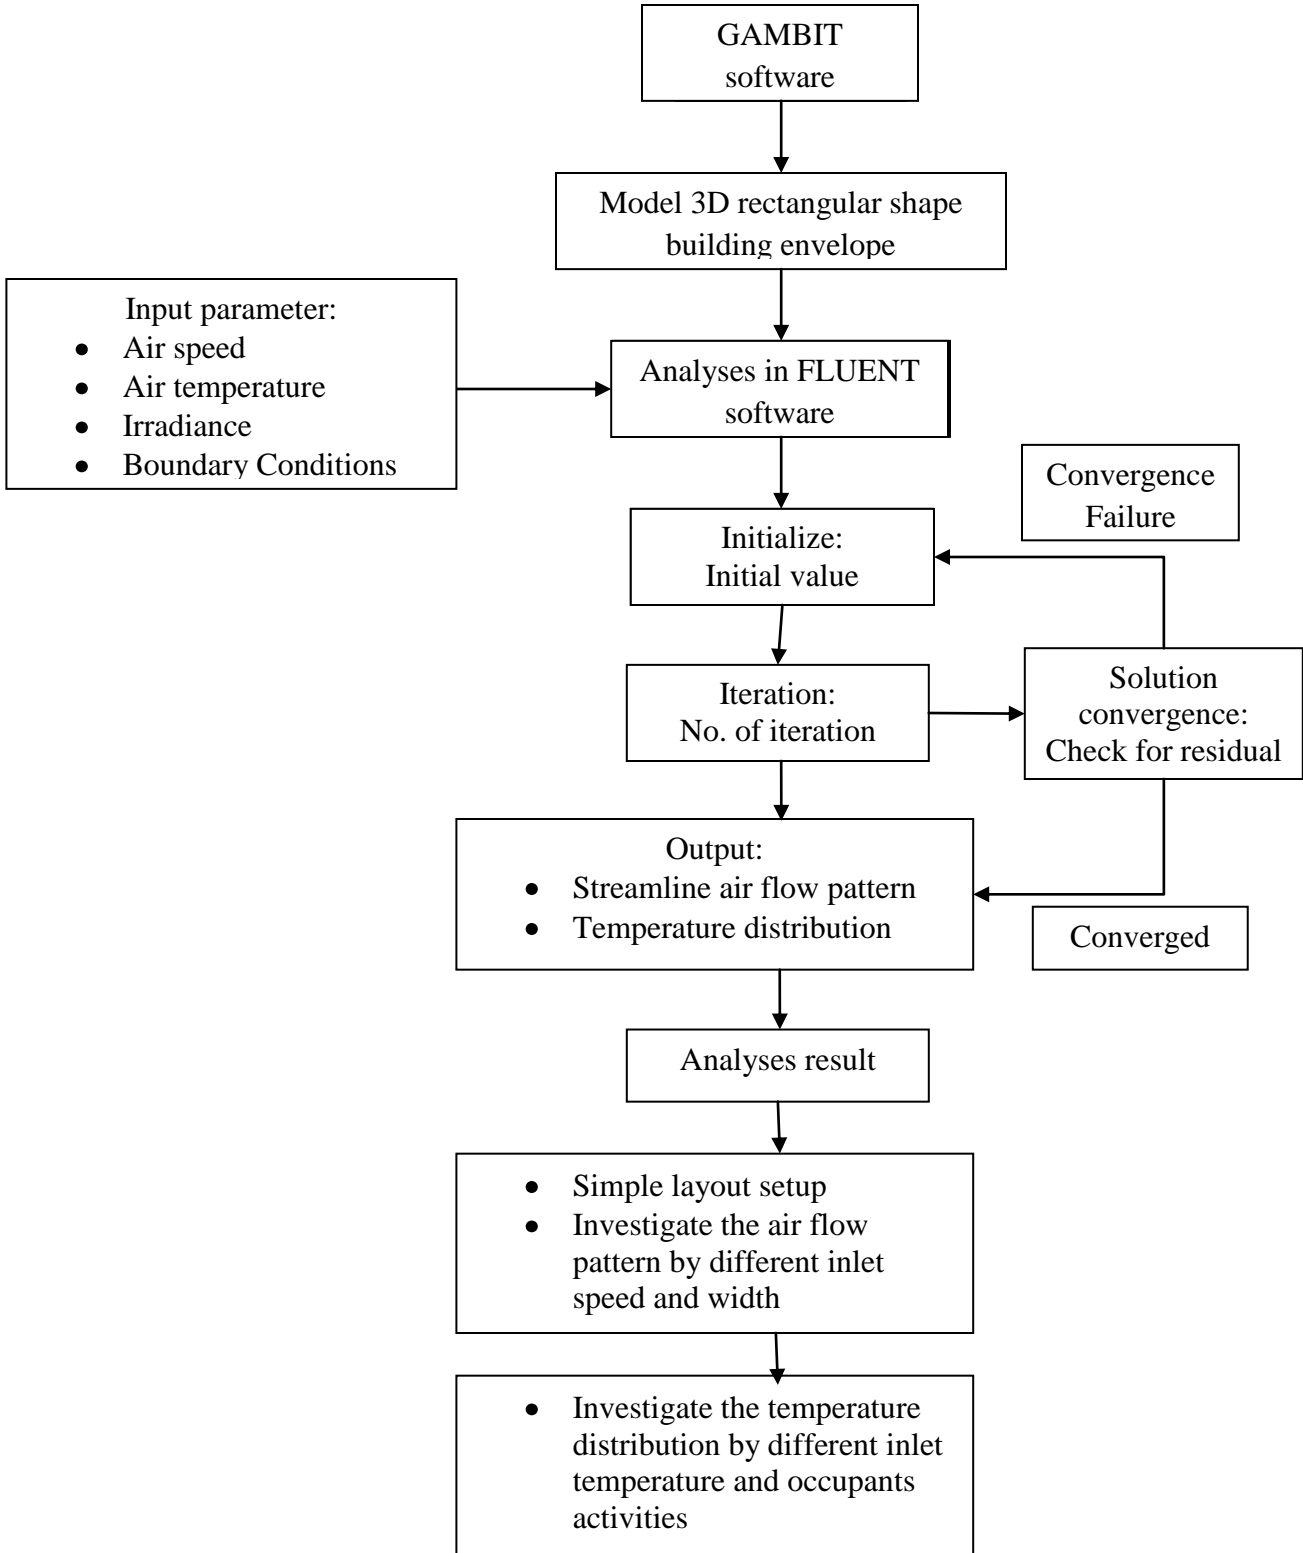 GAMBIT
software
Model 3D rectangular shape
building envelope
Input parameter:
• Air speed
• Air temperature
• Irradiance
• Boundary Conditions
Analyses in FLUENT
software
Convergence
Failure
Initialize:
Initial value
Iteration:
No. of iteration
Solution
convergence:
Check for residual
Output:
• Streamline air flow pattern
• Temperature distribution
Converged
Analyses result
• Simple layout setup
• Investigate the air flow
pattern by different inlet
speed and width
• Investigate the temperature
distribution by different inlet
temperature and occupants
activities